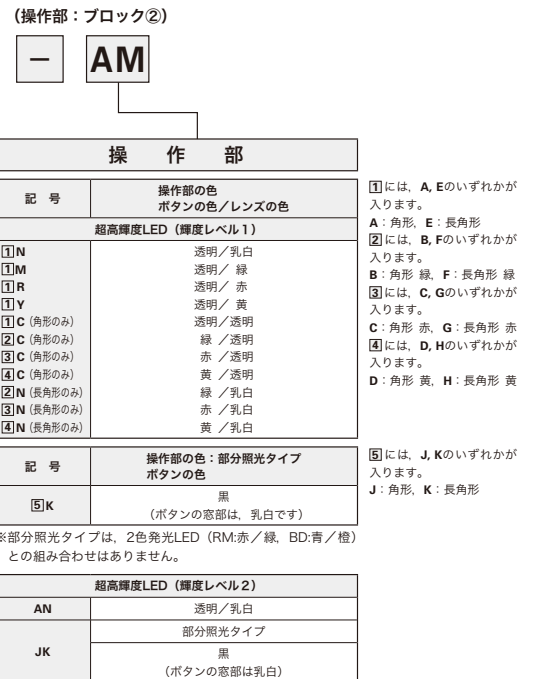 （操作部：ブロック②）
－ AM
操　作　部
記　号　操作部の色
ボタンの色／レンズの色
超高輝度LED（輝度レベル１）
1N　透明／乳白
1M　透明／ 緑
1R　透明／ 赤
1Y　透明／ 黄
1C（角形のみ）　透明／透明
2C（角形のみ）　緑 ／透明
3C（角形のみ）　赤 ／透明
4C（角形のみ）　黄 ／透明
2N（長角形のみ）　緑 ／乳白
3N（長角形のみ）　赤 ／乳白
4N（長角形のみ）　黄 ／乳白
1には，A, Eのいずれかが
入ります。
A：角形，E：長角形
2には，B, Fのいずれかが
入ります。
B：角形 緑，F：長角形 緑
3には，C, Gのいずれかが
入ります。
C：角形 赤，G：長角形 赤
4には，D, Hのいずれかが
入ります。
D：角形 黄，H：長角形 黄
記　号　操作部の色：部分照光タイプ
ボタンの色
5K　黒
（ボタンの窓部は，乳白です）
5には，J, Kのいずれかが
入ります。
J：角形，K：長角形
※部分照光タイプは，2色発光LED（RM:赤／緑，BD:青／橙）
との組み合わせはありません。
超高輝度LED（輝度レベル２）
AN　透明／乳白
JK　部分照光タイプ
黒
（ボタンの窓部は乳白）